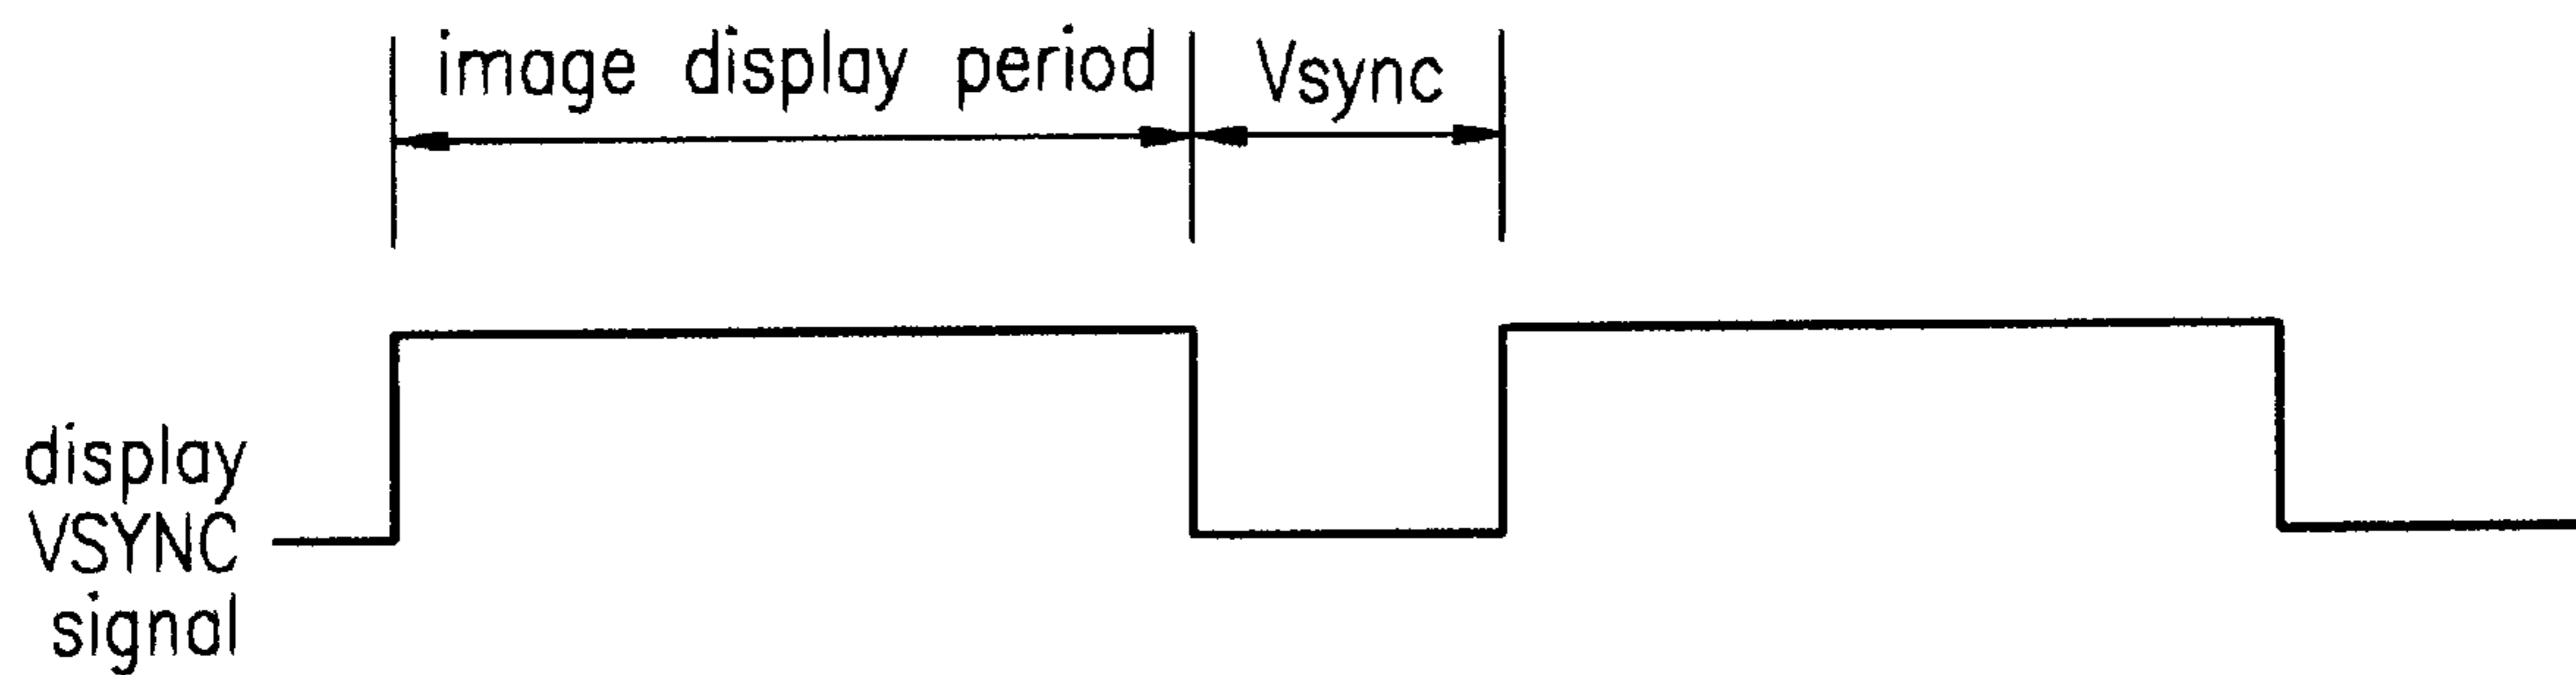 image display period
Vsync
display
VSYNC
signal